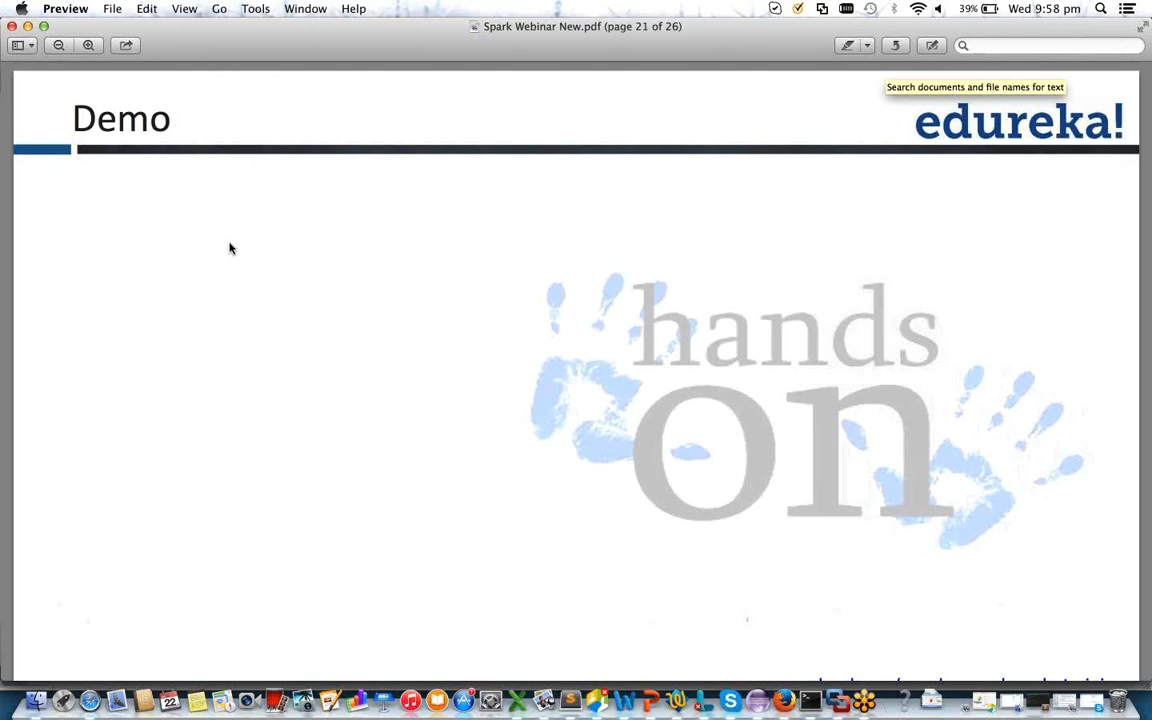 Preview File Edit View Go Tools Window Help 39% Wed 9:58 pm
Spark Webinar New.pdf (page 21 of 26)
Search documents and file names for text
Demo
edureka!
hands
on
22